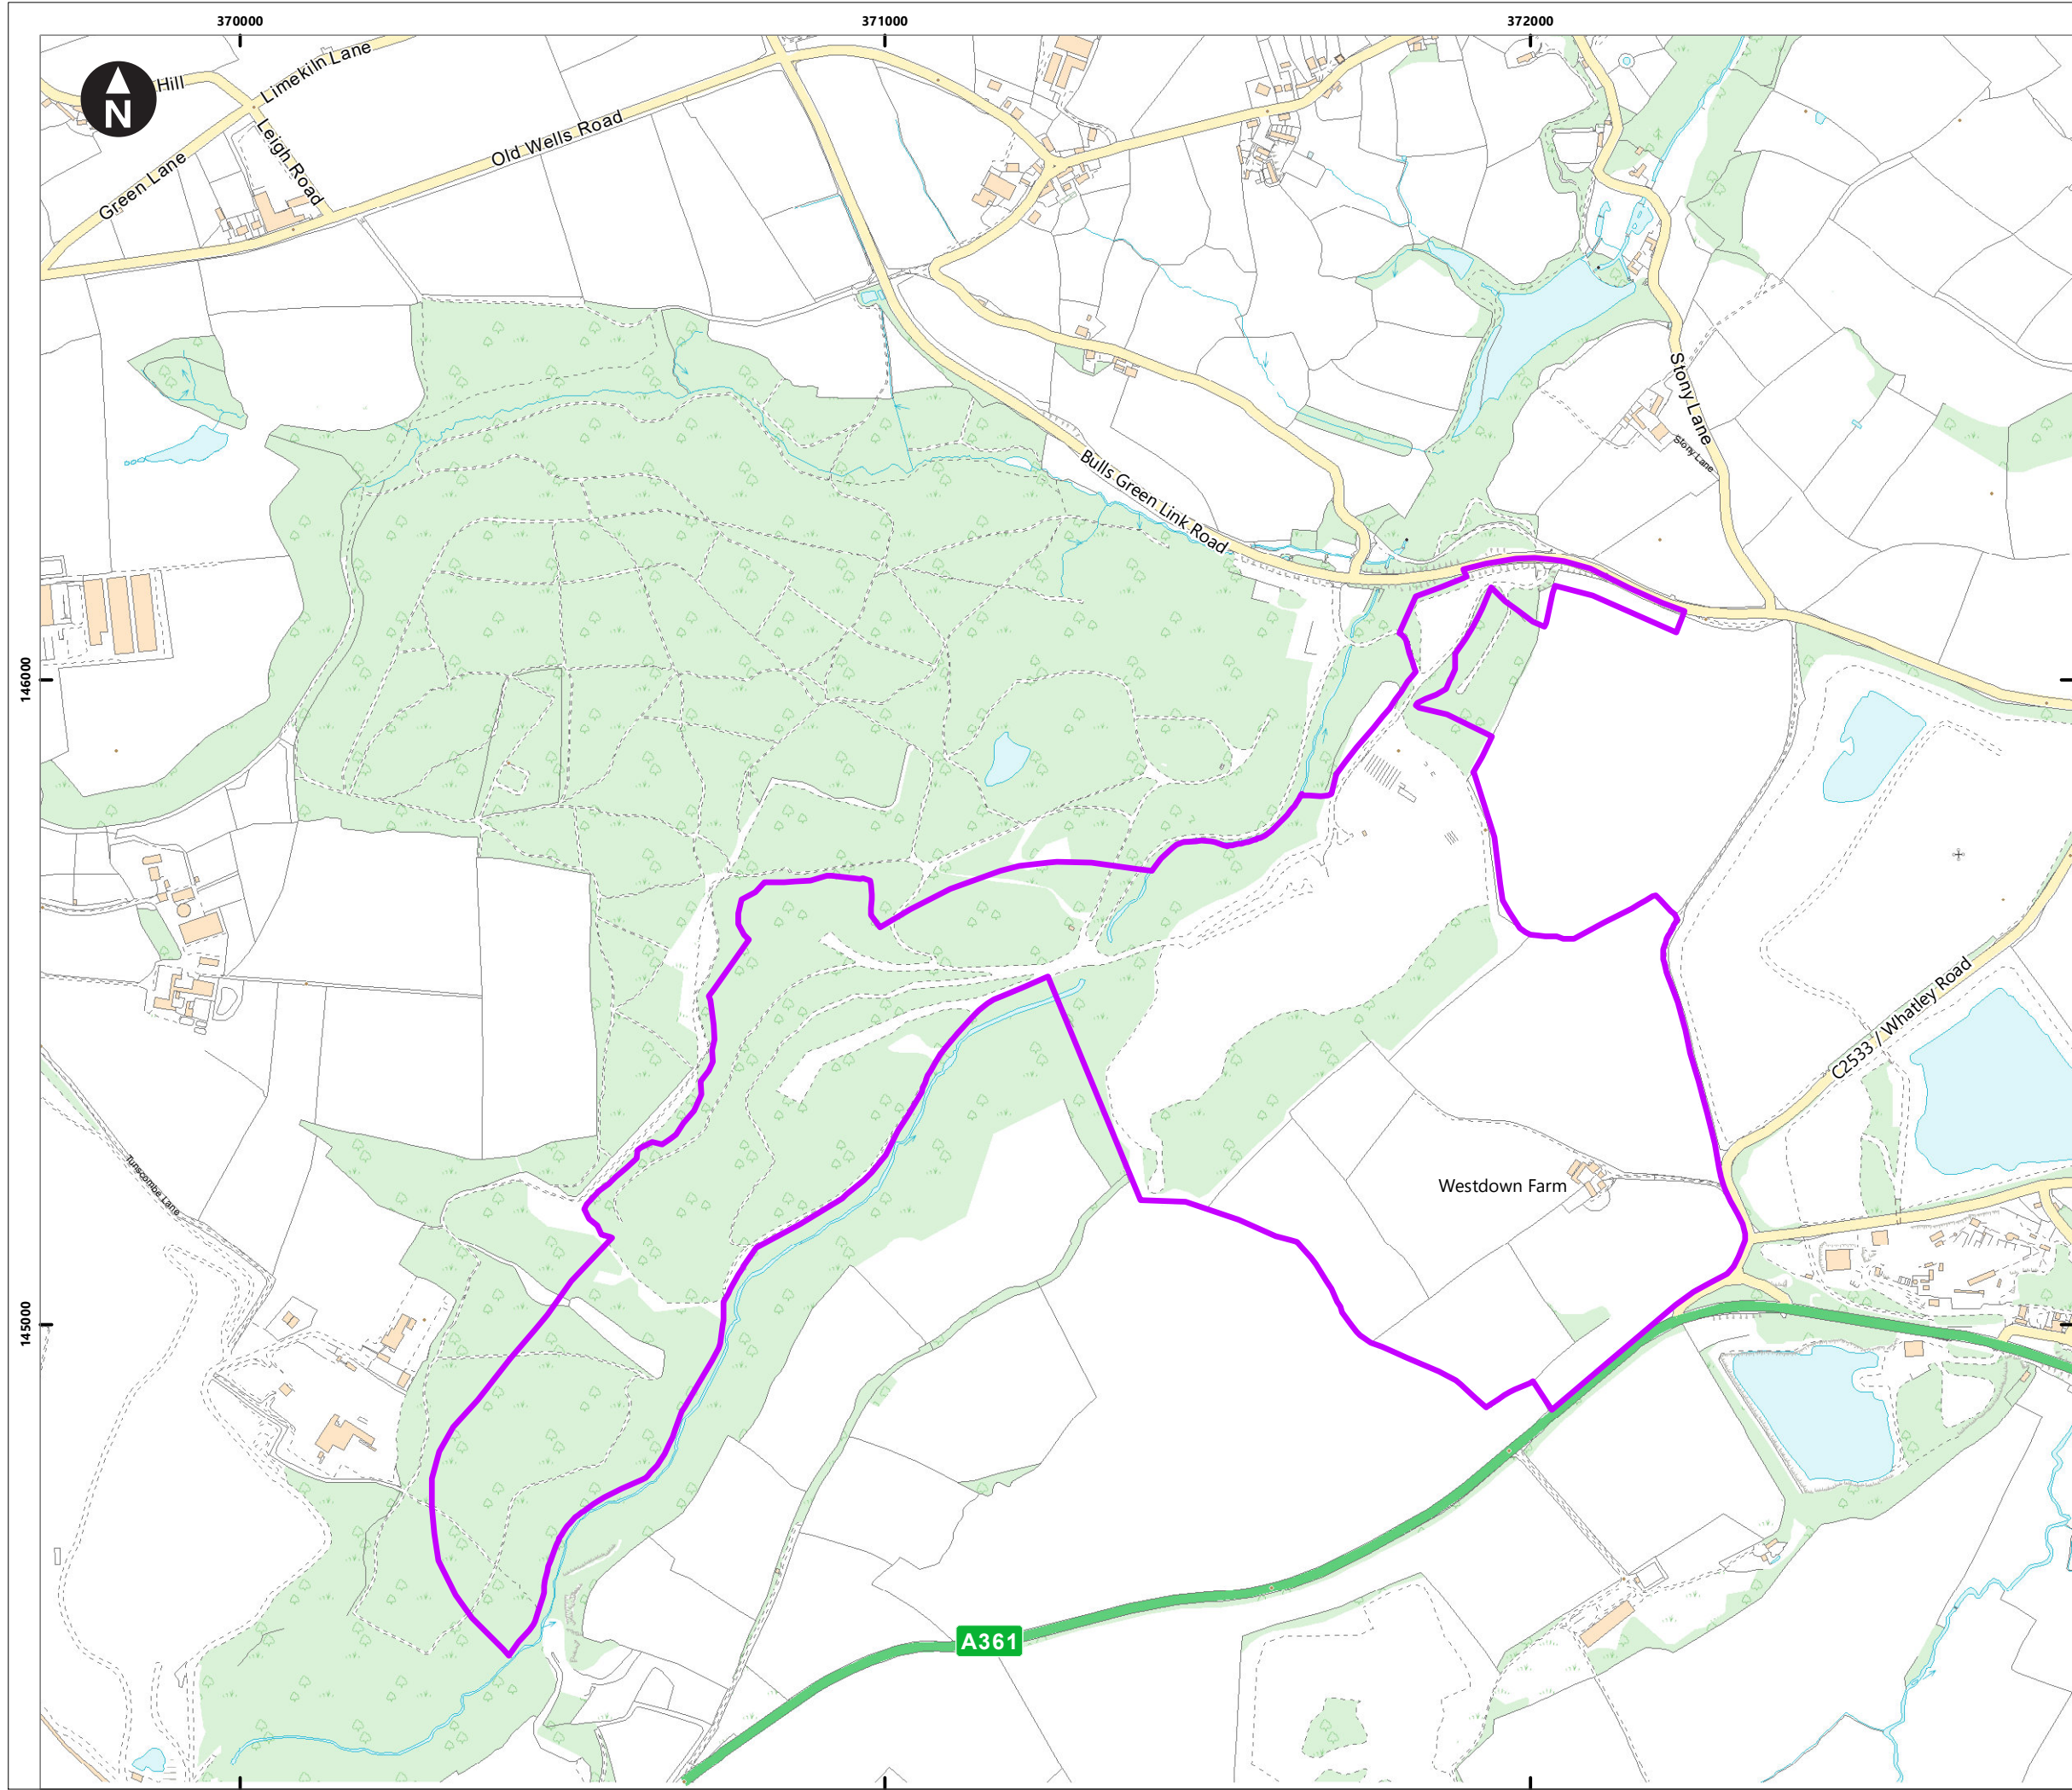 370000
371000
372000
N
Hill
Limekiln Lane
Leigh Road
Green Lane
Old Wells Road
Stony Lane
Stony Lane
Bulls Green Link Road
146000
C2533 / Whatley Road
Tunscombe Lane
Westdown Farm
145000
A361